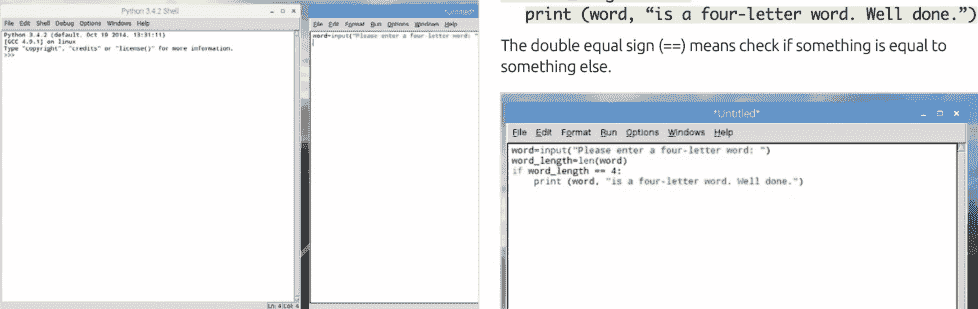 Python 3.4.2 Shell
File Edit Shell Debug Options Windows Help
Python 3.4.2 (default, Oct 19 2014, 13:31:11)
[GCC 4.9.1] on linux
Type "copyright", "credits" or "license()" for more information.
>>>
Ln: 4 Col: 4
*Untitled*
File Edit Format Run Options Windows Help
word=input("Please enter a four-letter word: "
print (word, “is a four-letter word. Well done.”)
The double equal sign (==) means check if something is equal to
something else.
*Untitled*
File Edit Format Run Options Windows Help
word=input("Please enter a four-letter word: ")
word_length=len(word)
if word_length == 4:
print (word, "is a four-letter word. Well done.")